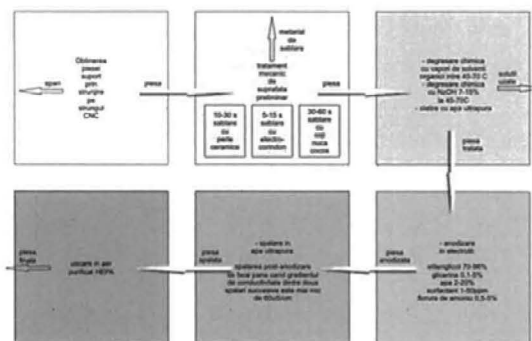 Obtinerea
piesei
suport
prin
strunjire
pe
strungul
CNC
span
piesa
material
de
sablare
tratament
mecanic
de
suprafata
preliminar
10-30 s
sablare
cu
perle
ceramice
5-15 s
sablare
cu
electro-
corindon
30-60 s
sablare
cu
coji
nuca
cocos
piesa
- degresare chimica
cu vapori de solventi
organici intre 45-70 C
- degresare chimica
cu NaOH 7-15%
la 45-70C
- clatire cu apa ultrapura
solutii
uzate
piesa
tratata
- anodizare
in electrolit:
etilenglicol 70-98%
glicerina 0,1-5%
apa 2-20%
surfactant 1-50ppm
florura de amoniu 0,5-5%
piesa
anodizata
- spalare in
apa ultrapura
spalarea post-anodizare
se face pana cand gradientul
de conductivitate dintre doua
spalari succesive este mai mic
de
piesa
spalata
uscare in aer
purificat HEPA
piesa
finala